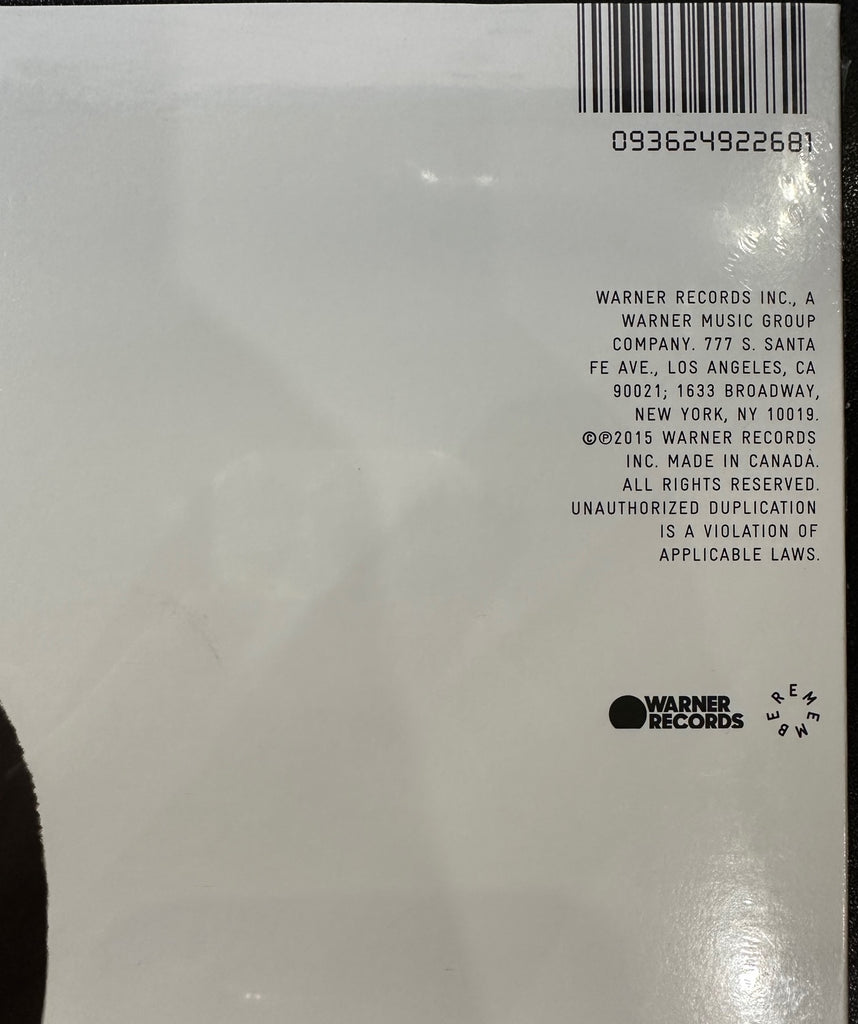 093624922681
WARNER RECORDS INC., A
WARNER MUSIC GROUP
COMPANY. 777 S. SANTA
FE AVE., LOS ANGELES, CA
90021; 1633 BROADWAY,
NEW YORK, NY 10019.
©℗2015 WARNER RECORDS
INC. MADE IN CANADA.
ALL RIGHTS RESERVED.
UNAUTHORIZED DUPLICATION
IS A VIOLATION OF
APPLICABLE LAWS.
WARNER
RECORDS
REMEMBER